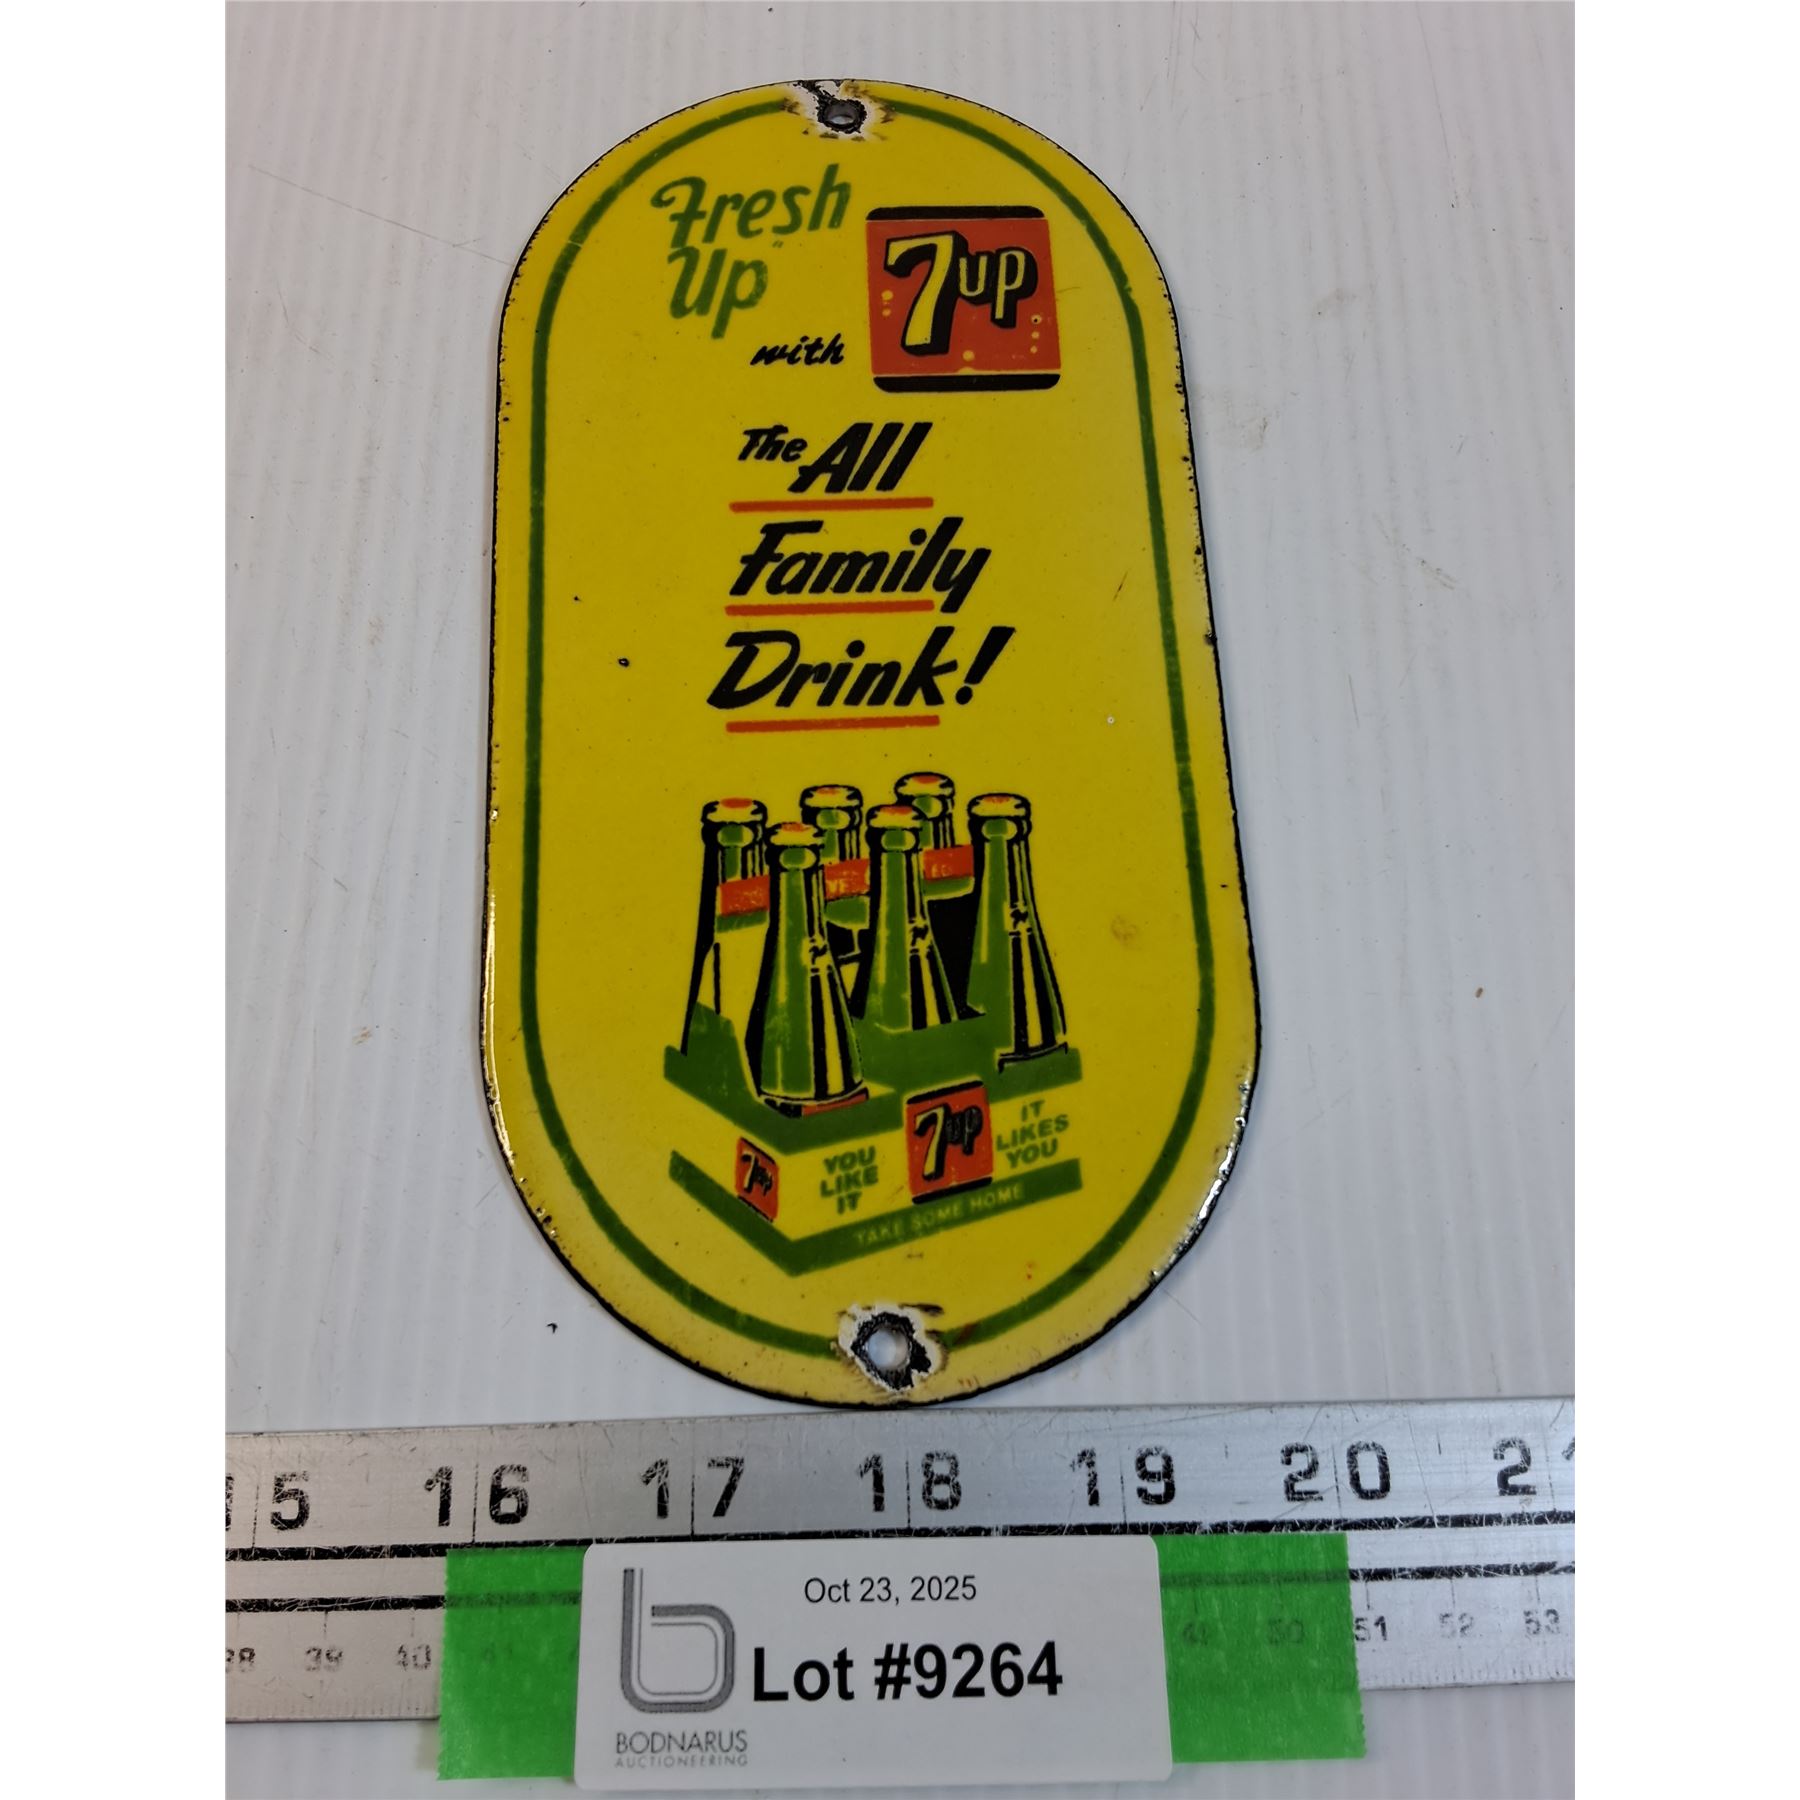 Fresh
Up
with
7up
The All
Family
Drink!
7up
YOU
LIKE
IT
7up
IT
LIKES
YOU
TAKE SOME HOME
16 17 18 19 20
38 39 40 50 51 52 53
Oct 23, 2025
Lot #9264
BODNARUS
AUCTIONEERING